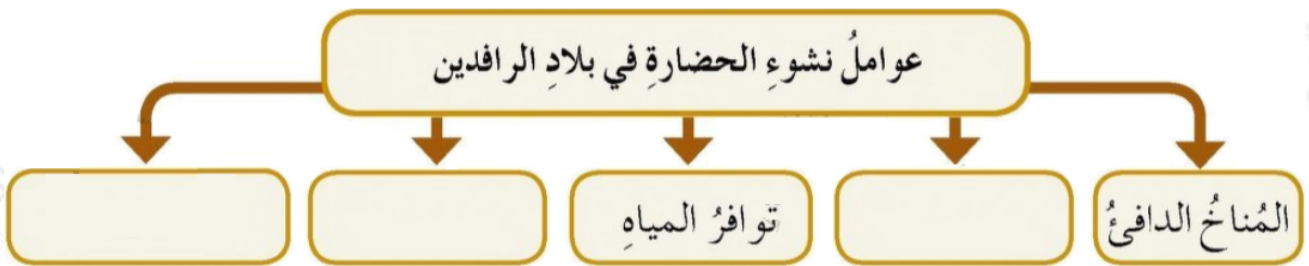 عواملُ نشوءِ الحضارةِ في بلادِ الرافدين
المُناخُ الدافئُ
توافرُ المياهِ